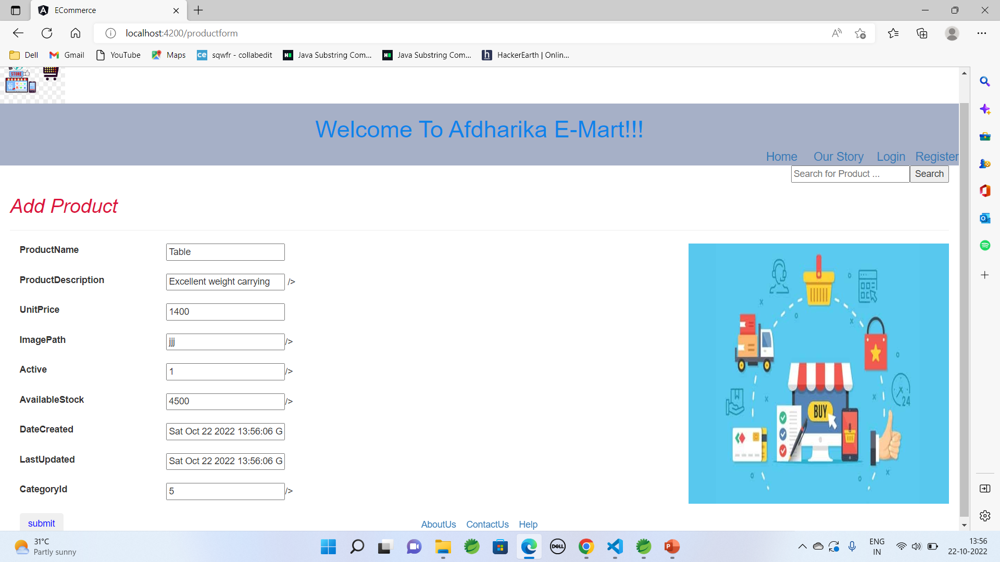 ECommerce
localhost:4200/productform
Dell
Gmail
YouTube
Maps
ce sqwfr - collabedit
Java Substring Com...
Java Substring Com...
h HackerEarth | Onlin...
STORE
Welcome To Afdharika E-Mart!!!
Home Our Story Login Register
Search for Product ... Search
Add Product
ProductName Table
ProductDescription Excellent weight carrying />
UnitPrice 1400
ImagePath jjj />
Active 1 />
AvailableStock 4500 />
DateCreated Sat Oct 22 2022 13:56:06 G
LastUpdated Sat Oct 22 2022 13:56:06 G
CategoryId 5 />
24
BUY
submit
AboutUs ContactUs Help
31°C
Partly sunny
DELL
ENG
IN
13:56
22-10-2022